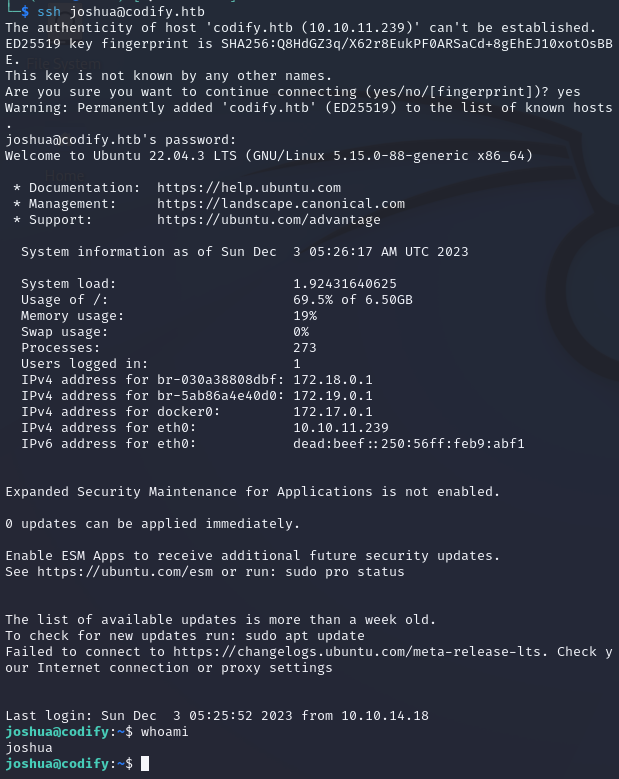 └─$ ssh joshua@codify.htb
The authenticity of host 'codify.htb (10.10.11.239)' can't be established.
ED25519 key fingerprint is SHA256:Q8HdGZ3q/X62r8EukPF0ARSaCd+8gEhEJ10xotOsBB
E.
This key is not known by any other names.
Are you sure you want to continue connecting (yes/no/[fingerprint])? yes
Warning: Permanently added 'codify.htb' (ED25519) to the list of known hosts
.
joshua@codify.htb's password:
Welcome to Ubuntu 22.04.3 LTS (GNU/Linux 5.15.0-88-generic x86_64)
 * Documentation:  https://help.ubuntu.com
 * Management:     https://landscape.canonical.com
 * Support:        https://ubuntu.com/advantage
  System information as of Sun Dec  3 05:26:17 AM UTC 2023
  System load:                      1.92431640625
  Usage of /:                       69.5% of 6.50GB
  Memory usage:                     19%
  Swap usage:                       0%
  Processes:                        273
  Users logged in:                  1
  IPv4 address for br-030a38808dbf: 172.18.0.1
  IPv4 address for br-5ab86a4e40d0: 172.19.0.1
  IPv4 address for docker0:         172.17.0.1
  IPv4 address for eth0:            10.10.11.239
  IPv6 address for eth0:            dead:beef::250:56ff:feb9:abf1
Expanded Security Maintenance for Applications is not enabled.
0 updates can be applied immediately.
Enable ESM Apps to receive additional future security updates.
See https://ubuntu.com/esm or run: sudo pro status
The list of available updates is more than a week old.
To check for new updates run: sudo apt update
Failed to connect to https://changelogs.ubuntu.com/meta-release-lts. Check y
our Internet connection or proxy settings
Last login: Sun Dec  3 05:25:52 2023 from 10.10.14.18
joshua@codify:~$ whoami
joshua
joshua@codify:~$